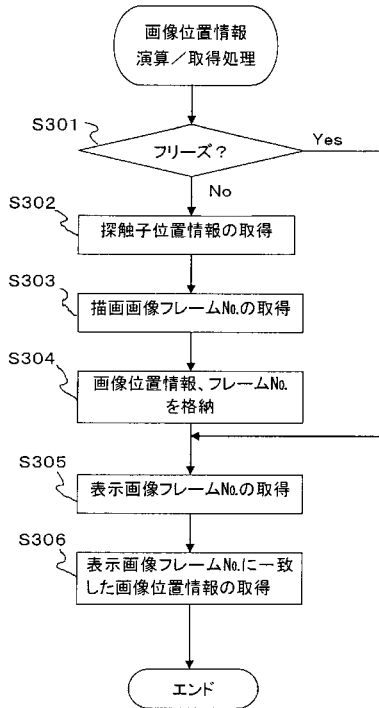 画像位置情報
演算／取得処理
S301
フリーズ？
Yes
No
S302
探触子位置情報の取得
S303
描画画像フレームNo.の取得
S304
画像位置情報、フレームNo.
を格納
S305
表示画像フレームNo.の取得
S306
表示画像フレームNo.に一致
した画像位置情報の取得
エンド